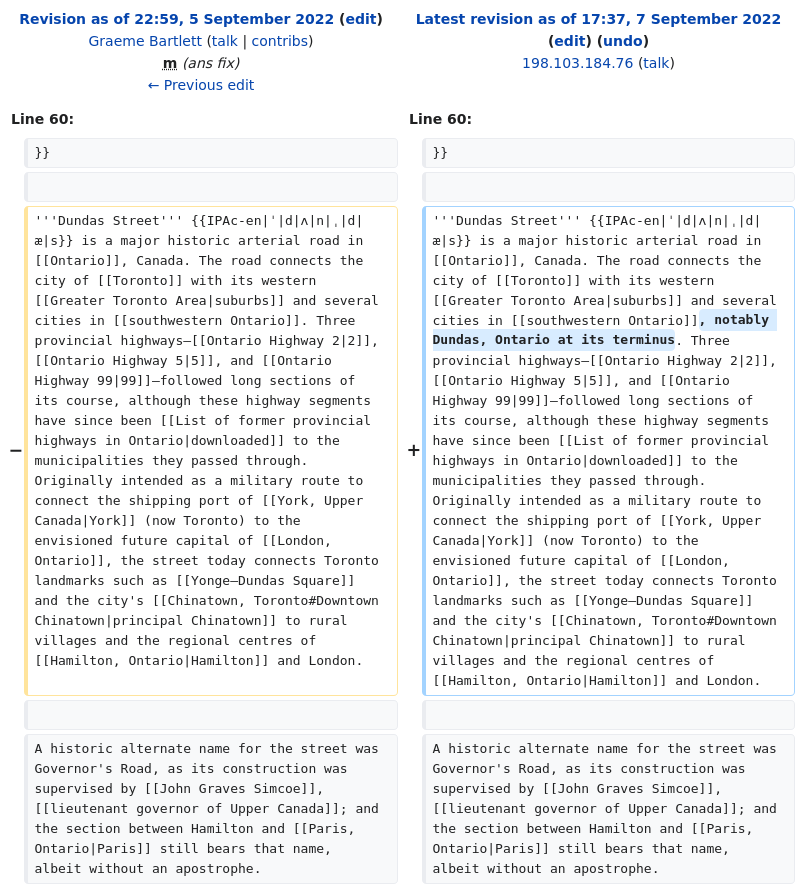 Revision as of 22:59, 5 September 2022 (edit)
Graeme Bartlett (talk | contribs)
m (ans fix)
← Previous edit
Latest revision as of 17:37, 7 September 2022
(edit) (undo)
198.103.184.76 (talk)
Line 60:
}}
−
'''Dundas Street''' {{IPAc-en|ˈ|d|ʌ|n|ˌ|d|
æ|s}} is a major historic arterial road in
[[Ontario]], Canada. The road connects the
city of [[Toronto]] with its western
[[Greater Toronto Area|suburbs]] and several
cities in [[southwestern Ontario]]. Three
provincial highways—[[Ontario Highway 2|2]],
[[Ontario Highway 5|5]], and [[Ontario
Highway 99|99]]—followed long sections of
its course, although these highway segments
have since been [[List of former provincial
highways in Ontario|downloaded]] to the
municipalities they passed through.
Originally intended as a military route to
connect the shipping port of [[York, Upper
Canada|York]] (now Toronto) to the
envisioned future capital of [[London,
Ontario]], the street today connects Toronto
landmarks such as [[Yonge–Dundas Square]]
and the city's [[Chinatown, Toronto#Downtown
Chinatown|principal Chinatown]] to rural
villages and the regional centres of
[[Hamilton, Ontario|Hamilton]] and London.
A historic alternate name for the street was
Governor's Road, as its construction was
supervised by [[John Graves Simcoe]],
[[lieutenant governor of Upper Canada]]; and
the section between Hamilton and [[Paris,
Ontario|Paris]] still bears that name,
albeit without an apostrophe.
Line 60:
}}
+
'''Dundas Street''' {{IPAc-en|ˈ|d|ʌ|n|ˌ|d|
æ|s}} is a major historic arterial road in
[[Ontario]], Canada. The road connects the
city of [[Toronto]] with its western
[[Greater Toronto Area|suburbs]] and several
cities in [[southwestern Ontario]], notably
Dundas, Ontario at its terminus. Three
provincial highways—[[Ontario Highway 2|2]],
[[Ontario Highway 5|5]], and [[Ontario
Highway 99|99]]—followed long sections of
its course, although these highway segments
have since been [[List of former provincial
highways in Ontario|downloaded]] to the
municipalities they passed through.
Originally intended as a military route to
connect the shipping port of [[York, Upper
Canada|York]] (now Toronto) to the
envisioned future capital of [[London,
Ontario]], the street today connects Toronto
landmarks such as [[Yonge–Dundas Square]]
and the city's [[Chinatown, Toronto#Downtown
Chinatown|principal Chinatown]] to rural
villages and the regional centres of
[[Hamilton, Ontario|Hamilton]] and London.
A historic alternate name for the street was
Governor's Road, as its construction was
supervised by [[John Graves Simcoe]],
[[lieutenant governor of Upper Canada]]; and
the section between Hamilton and [[Paris,
Ontario|Paris]] still bears that name,
albeit without an apostrophe.